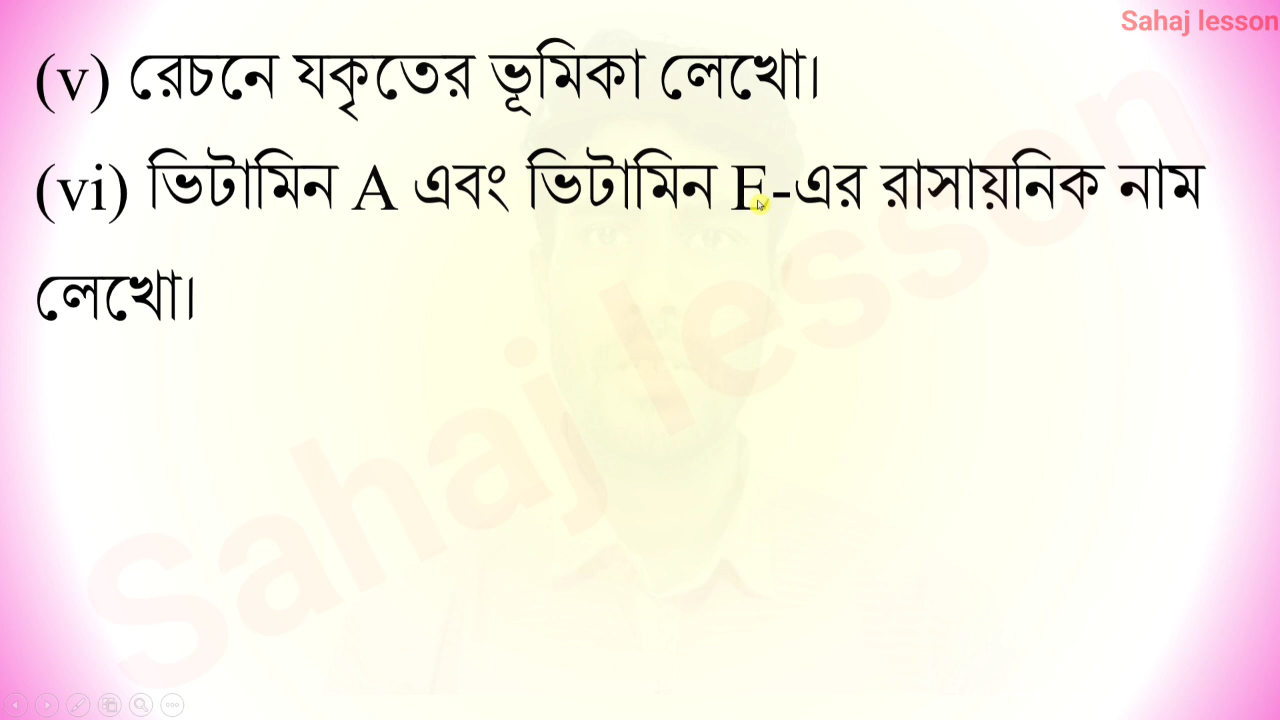 Sahaj lesson
(v) রেচনে যকৃতের ভূমিকা লেখো।
(vi) ভিটামিন A এবং ভিটামিন E-এর রাসায়নিক নাম
লেখো।
Sahaj lesson